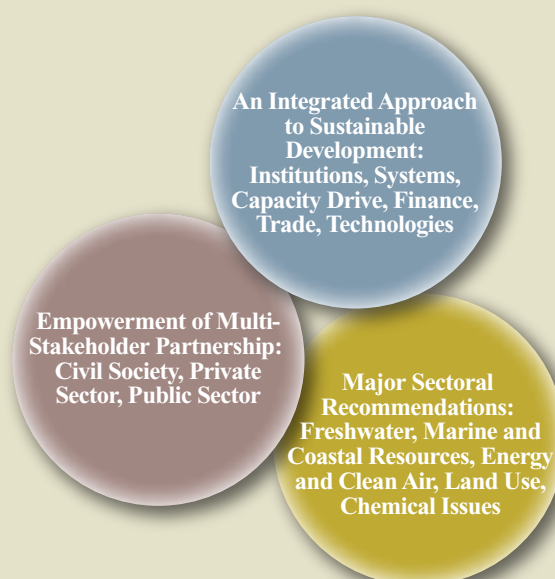 An Integrated Approach
to Sustainable
Development:
Institutions, Systems,
Capacity Drive, Finance,
Trade, Technologies
Empowerment of Multi-
Stakeholder Partnership:
Civil Society, Private
Sector, Public Sector
Major Sectoral
Recommendations:
Freshwater, Marine and
Coastal Resources, Energy
and Clean Air, Land Use,
Chemical Issues